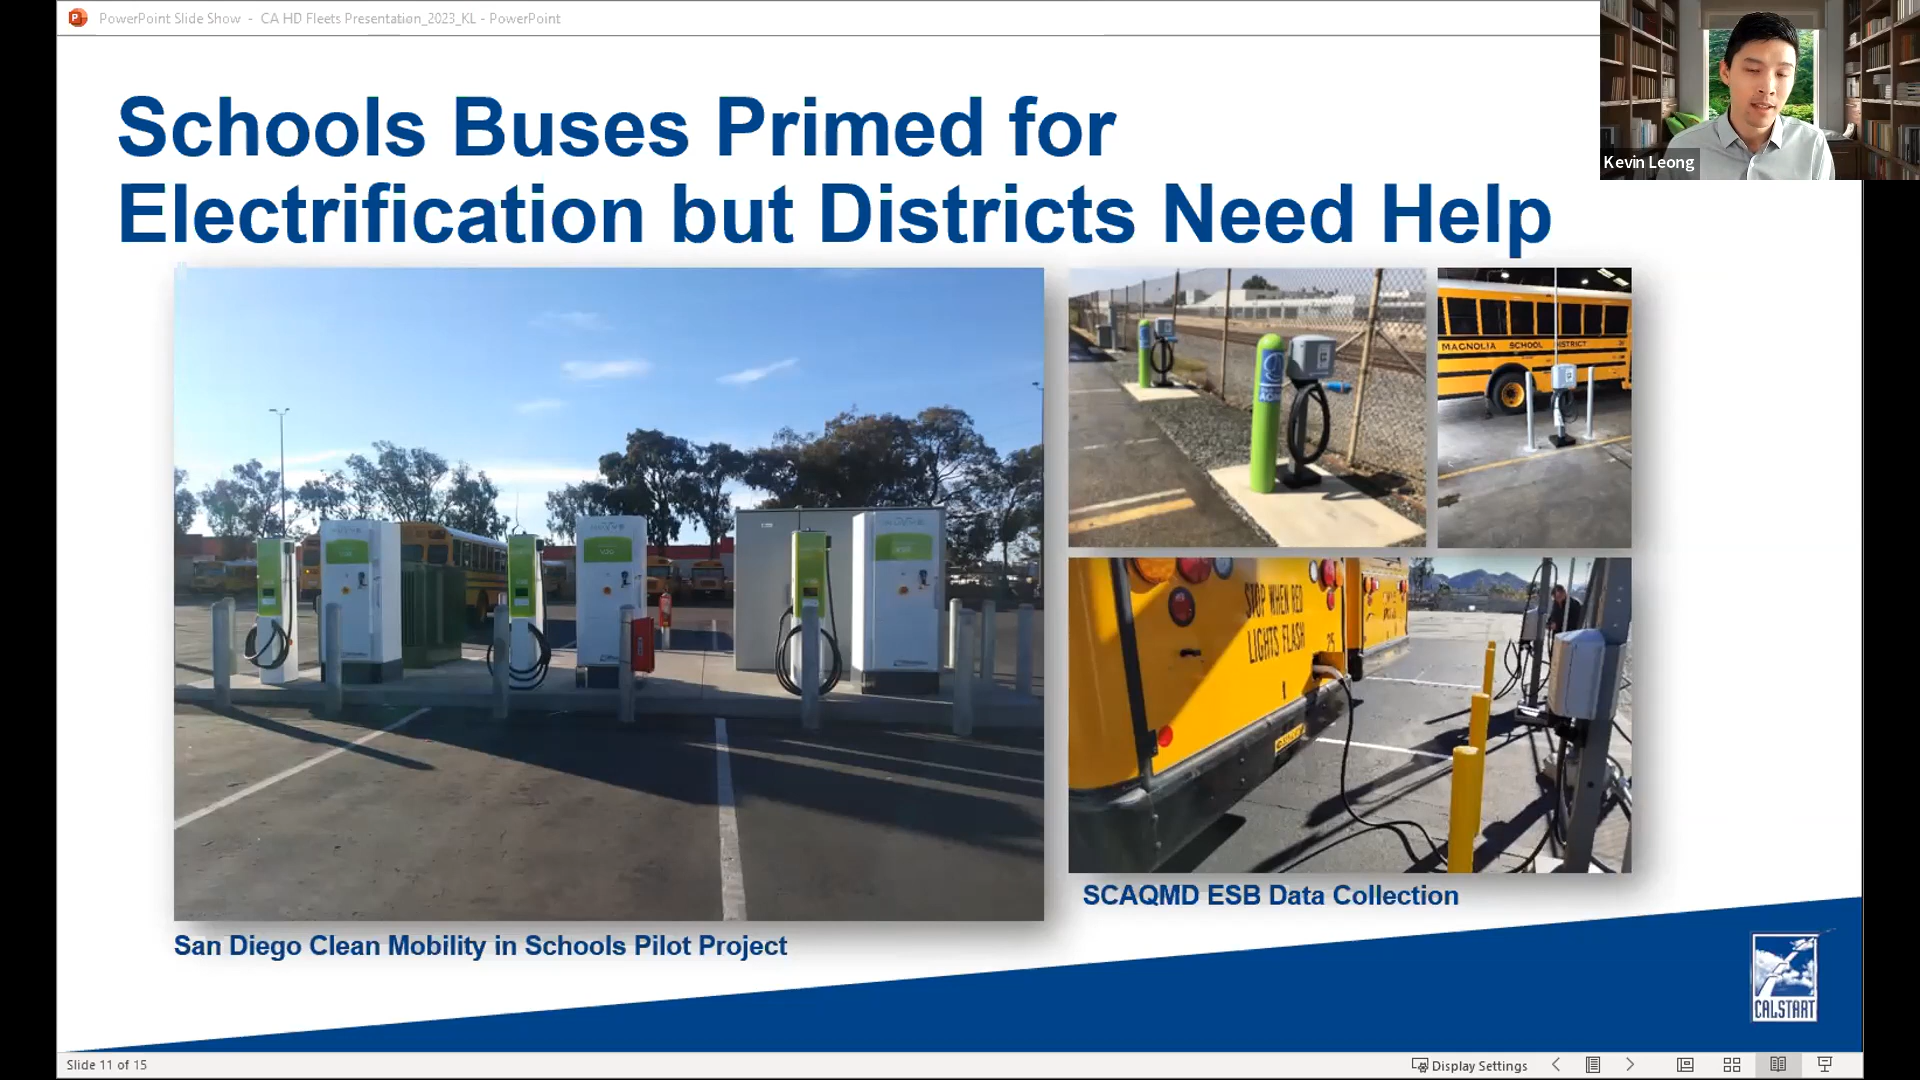 PowerPoint Slide Show - CA HD Fleets Presentation_2023_KL - PowerPoint
Kevin Leong
Schools Buses Primed for
Electrification but Districts Need Help
MAGNOLIA SCHOOL DISTRICT
STOP WHEN RED
LIGHTS FLASH
25
SCAQMD ESB Data Collection
San Diego Clean Mobility in Schools Pilot Project
CALSTART
Slide 11 of 15
Display Settings